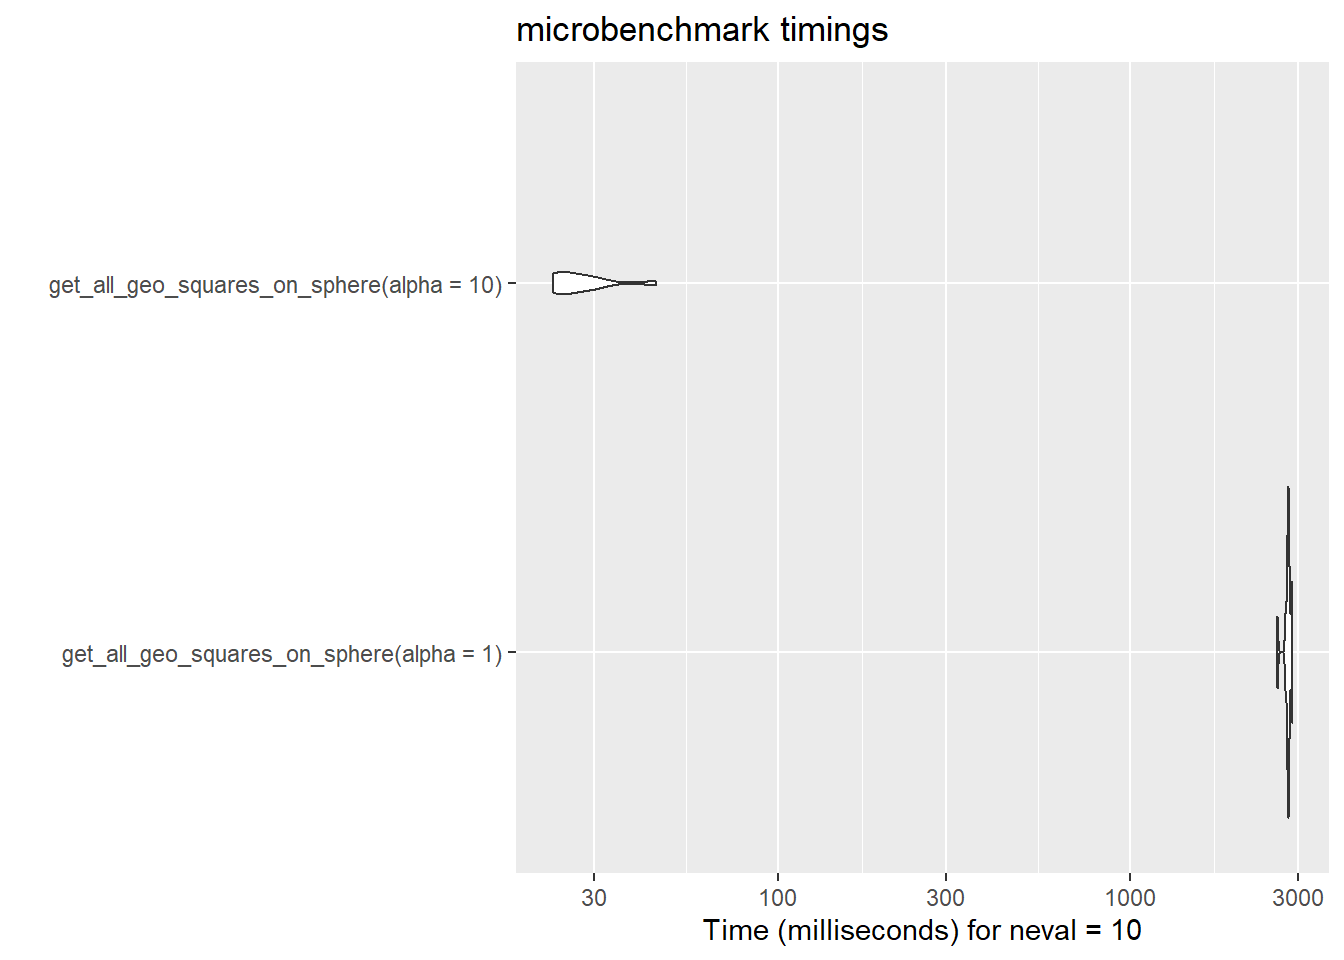 microbenchmark timings
get_all_geo_squares_on_sphere(alpha = 10)
get_all_geo_squares_on_sphere(alpha = 1)
30 100 300 1000 3000
Time (milliseconds) for neval = 10